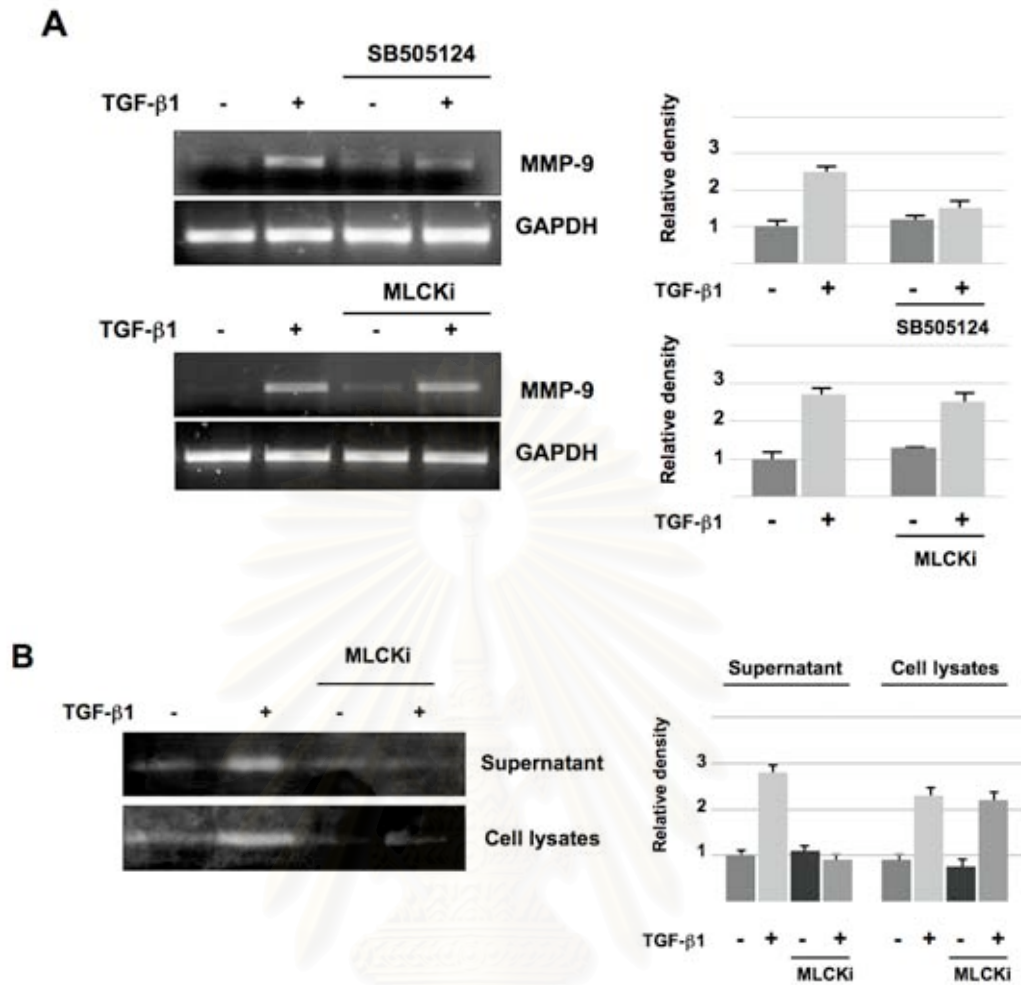 A
SB505124
TGF-β1 - + - +
MMP-9
GAPDH
Relative density
3
2
1
TGF-β1 - + - +
SB505124
MLCKi
TGF-β1 - + - +
MMP-9
GAPDH
Relative density
3
2
1
TGF-β1 - + - +
MLCKi
B
MLCKi
TGF-β1 - + - +
Supernatant
Cell lysates
Supernatant Cell lysates
Relative density
3
2
1
TGF-β1 - + - + - + - +
MLCKi MLCKi